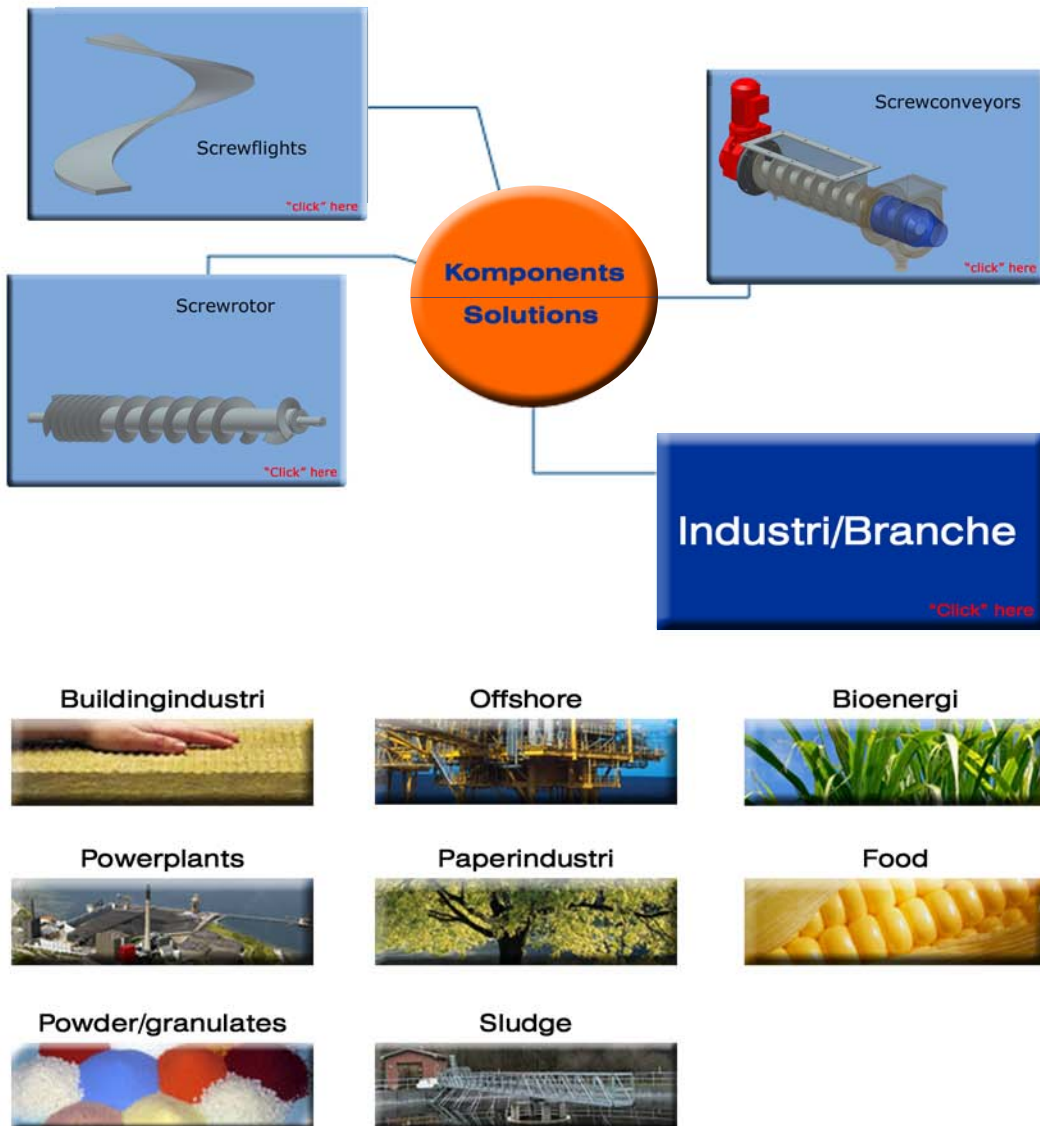 Screwflights
"click" here
Screwconveyors
"click" here
Komponents
Solutions
Screwrotor
"Click" here
Industri/Branche
"Click" here
Buildingindustri
Offshore
Bioenergi
Powerplants
Paperindustri
Food
Powder/granulates
Sludge